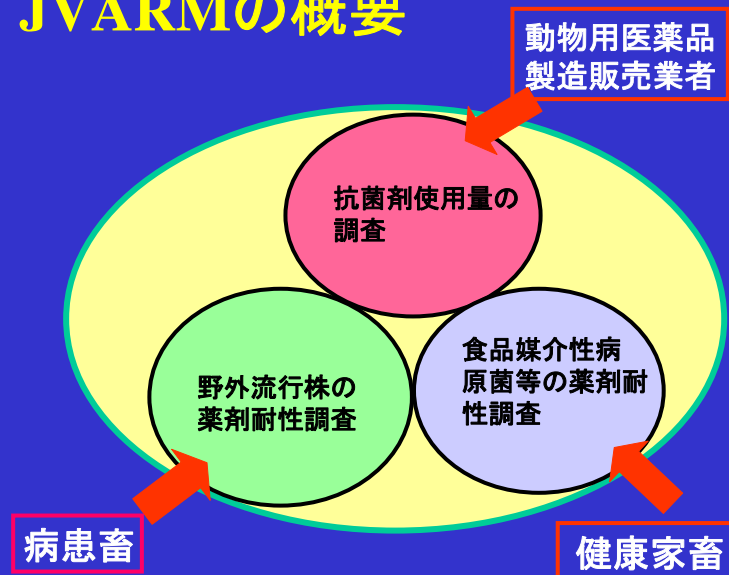 JVARMの概要
動物用医薬品
製造販売業者
抗菌剤使用量の
調査
野外流行株の
薬剤耐性調査
食品媒介性病
原菌等の薬剤耐
性調査
病患畜
健康家畜